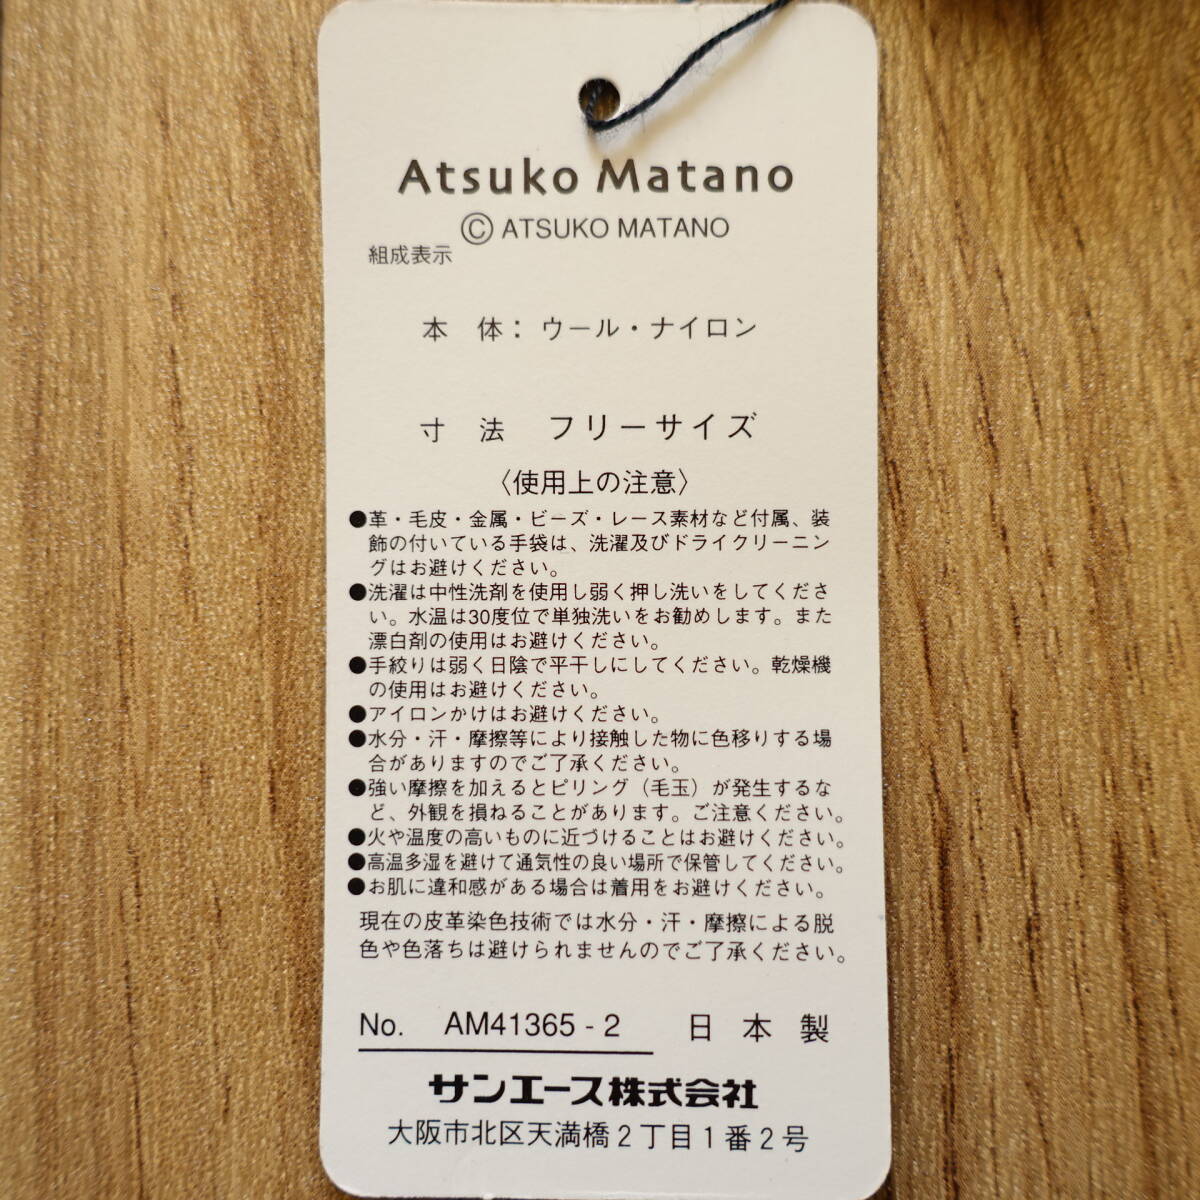 Atsuko Matano
Ⓒ ATSUKO MATANO
組成表示
本 体：ウール・ナイロン
寸 法 フリーサイズ
〈使用上の注意〉
●革・毛皮・金属・ビーズ・レース素材など付属、装
飾の付いている手袋は、洗濯及びドライクリーニン
グはお避けください。
●洗濯は中性洗剤を使用し弱く押し洗いをしてくださ
い。水温は30度位で単独洗いをお勧めします。また
漂白剤の使用はお避けください。
●手絞りは弱く日陰で平干しにしてください。乾燥機
の使用はお避けください。
●アイロンかけはお避けください。
●水分・汗・摩擦等により接触した物に色移りする場
合がありますのでご了承ください。
●強い摩擦を加えるとピリング（毛玉）が発生するな
ど、外観を損ねることがあります。ご注意ください。
●火や温度の高いものに近づけることはお避けください。
●高温多湿を避けて通気性の良い場所で保管してください。
●お肌に違和感がある場合は着用をお避けください。
現在の皮革染色技術では水分・汗・摩擦による脱
色や色落ちは避けられませんのでご了承ください。
No. AM41365 - 2 日 本 製
サンエース株式会社
大阪市北区天満橋2丁目1番2号